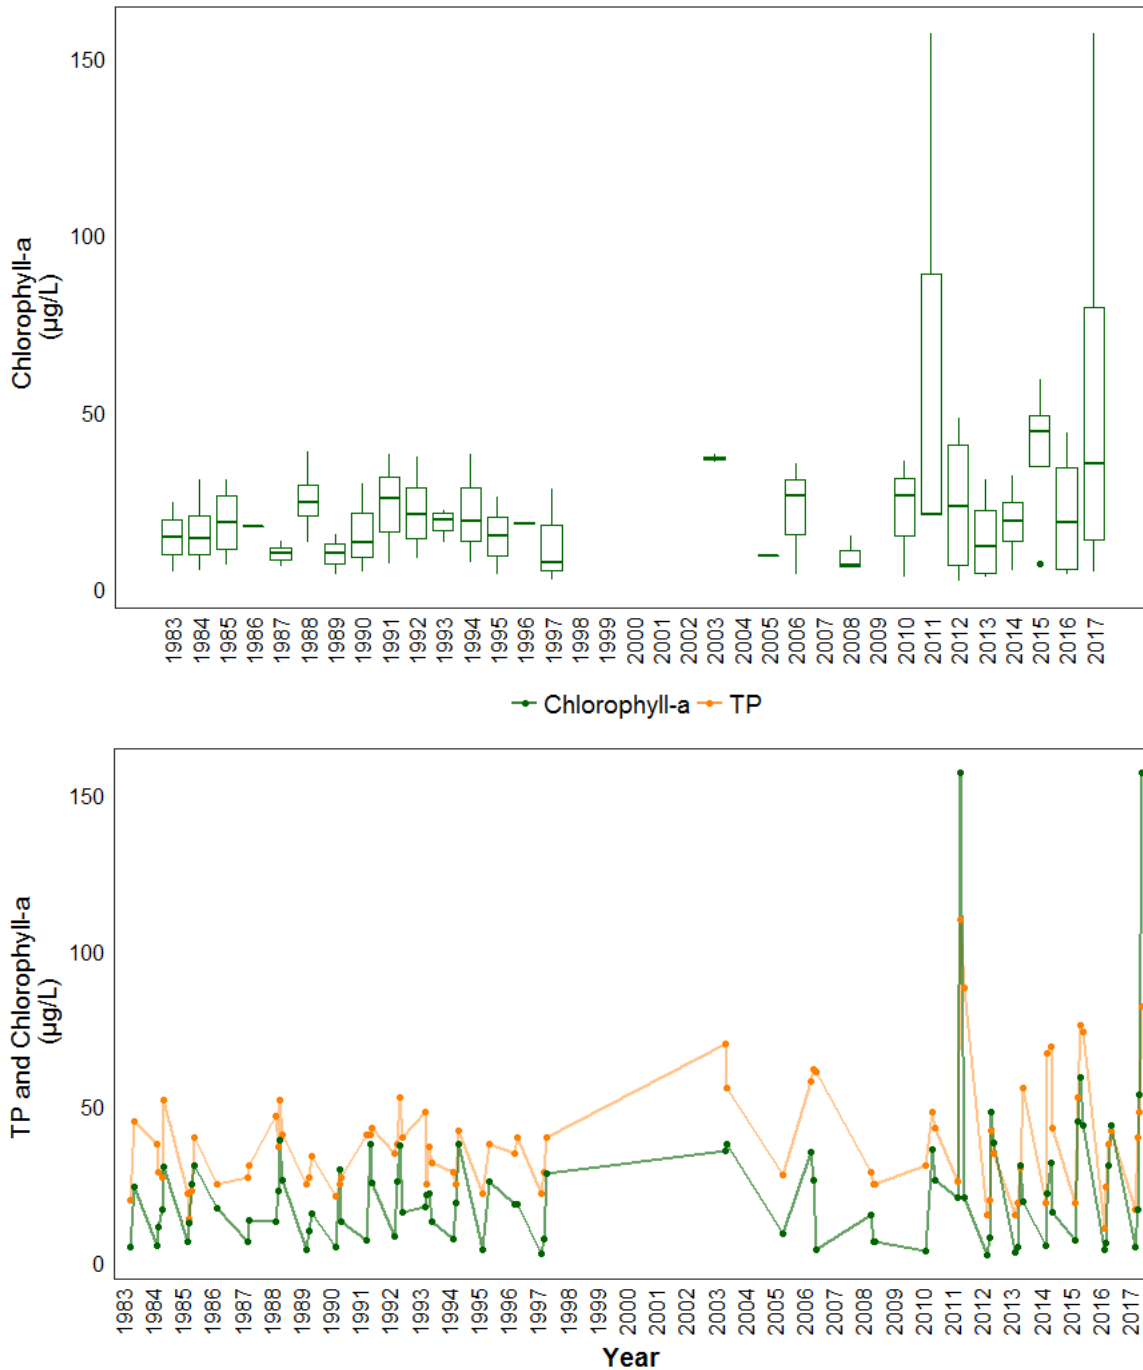 Chlorophyll-a
(µg/L)
150
100
50
0
1983 1984 1985 1986 1987 1988 1989 1990 1991 1992 1993 1994 1995 1996 1997 1998 1999 2000 2001 2002 2003 2004 2005 2006 2007 2008 2009 2010 2011 2012 2013 2014 2015 2016 2017
Chlorophyll-a TP
TP and Chlorophyll-a
(µg/L)
150
100
50
0
1983 1984 1985 1986 1987 1988 1989 1990 1991 1992 1993 1994 1995 1996 1997 1998 1999 2000 2001 2002 2003 2004 2005 2006 2007 2008 2009 2010 2011 2012 2013 2014 2015 2016 2017
Year